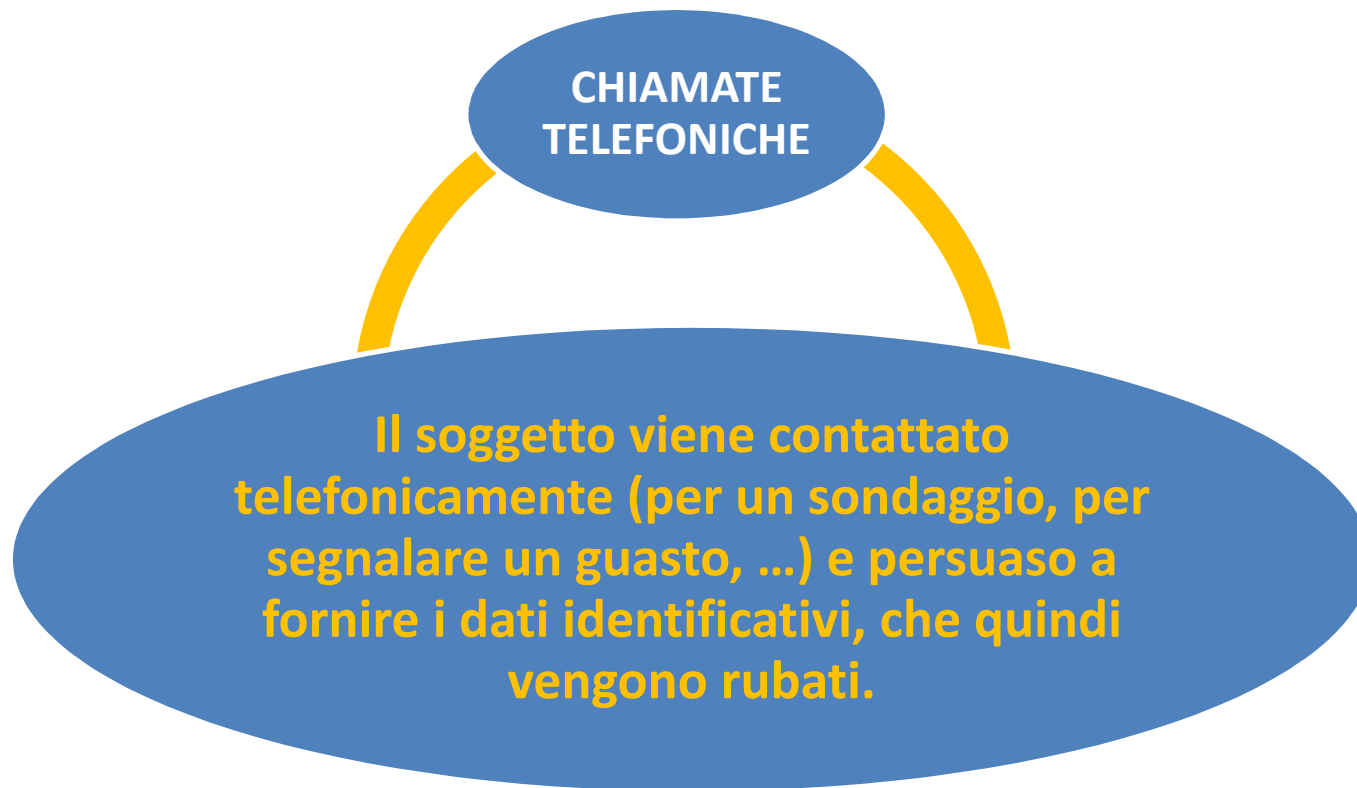 CHIAMATE
TELEFONICHE
Il soggetto viene contattato
telefonicamente (per un sondaggio, per
segnalare un guasto, …) e persuaso a
fornire i dati identificativi, che quindi
vengono rubati.